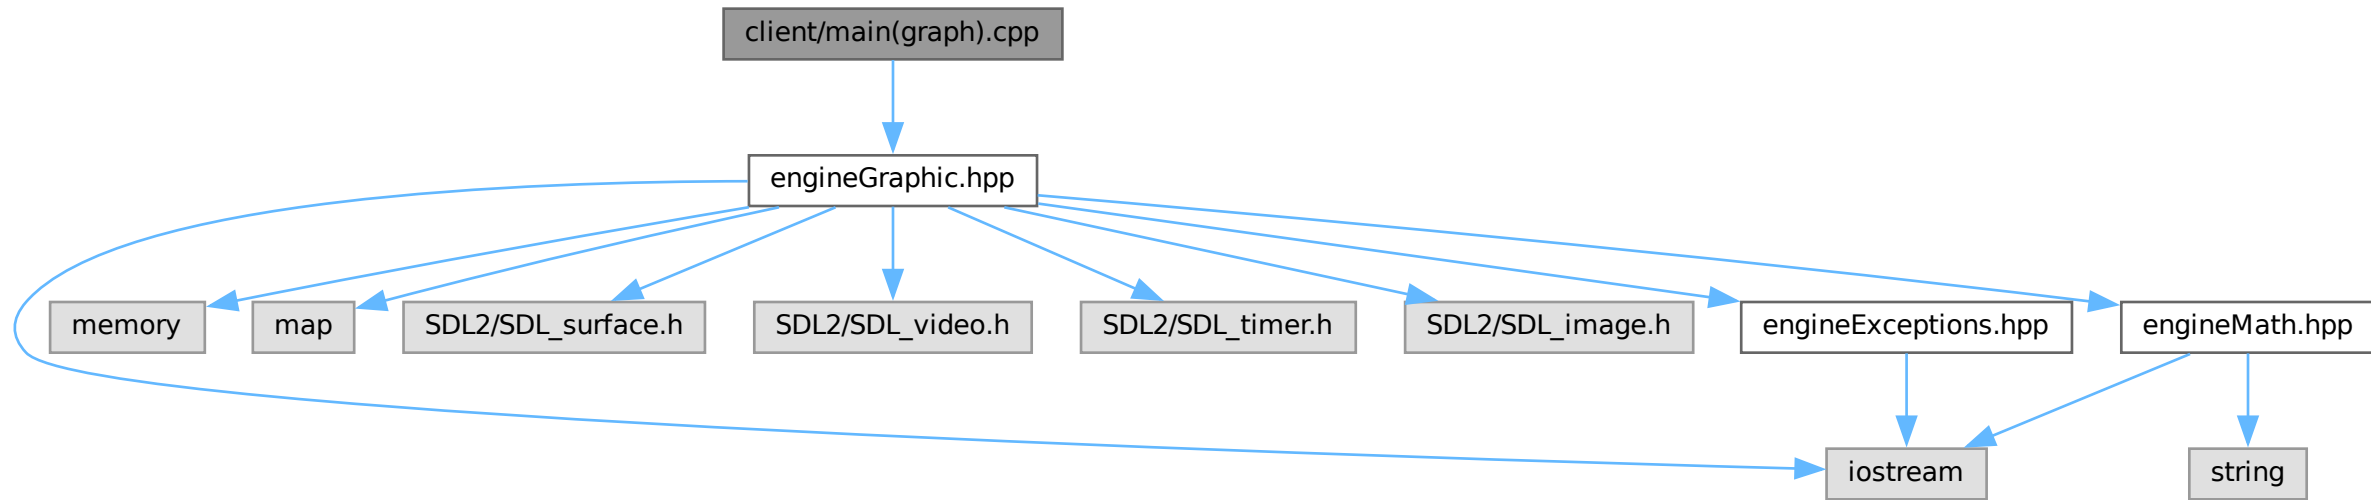 client/main(graph).cpp
engineGraphic.hpp
memory
map
SDL2/SDL_surface.h
SDL2/SDL_video.h
SDL2/SDL_timer.h
SDL2/SDL_image.h
engineExceptions.hpp
engineMath.hpp
iostream
string